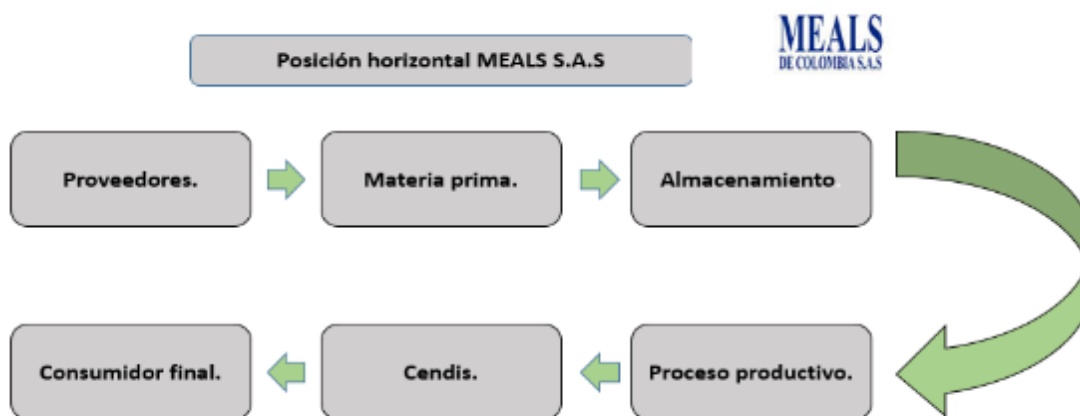 Posición horizontal MEALS S.A.S
MEALS
DE COLOMBIA S.A.S
Proveedores.
Materia prima.
Almacenamiento
Proceso productivo.
Cendis.
Consumidor final.